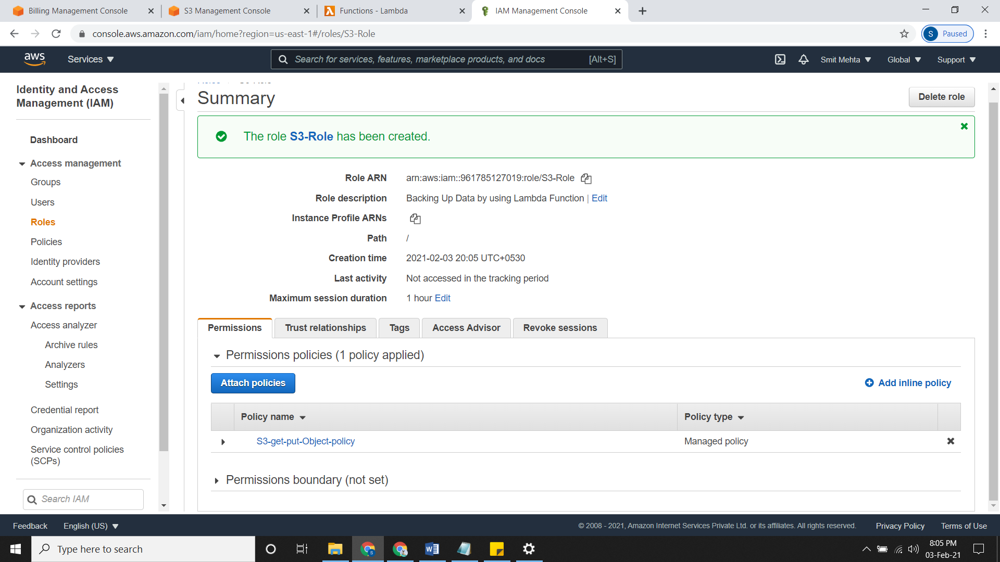 Billing Management Console
S3 Management Console
Functions - Lambda
IAM Management Console
console.aws.amazon.com/iam/home?region=us-east-1#/roles/S3-Role
S Paused
aws
Services
Search for services, features, marketplace products, and docs [Alt+S]
Smit Mehta
Global
Support
Identity and Access
Management (IAM)
Dashboard
Access management
Groups
Users
Roles
Policies
Identity providers
Account settings
Access reports
Access analyzer
Archive rules
Analyzers
Settings
Credential report
Organization activity
Service control policies
(SCPs)
Search IAM
Summary
Delete role
The role S3-Role has been created.
Role ARN arn:aws:iam::961785127019:role/S3-Role
Role description Backing Up Data by using Lambda Function | Edit
Instance Profile ARNs
Path /
Creation time 2021-02-03 20:05 UTC+0530
Last activity Not accessed in the tracking period
Maximum session duration 1 hour Edit
Permissions
Trust relationships
Tags
Access Advisor
Revoke sessions
Permissions policies (1 policy applied)
Attach policies
Add inline policy
Policy name
Policy type
S3-get-put-Object-policy
Managed policy
Permissions boundary (not set)
Feedback
English (US)
© 2008 - 2021, Amazon Internet Services Private Ltd. or its affiliates. All rights reserved.
Privacy Policy
Terms of Use
Type here to search
8:05 PM
03-Feb-21